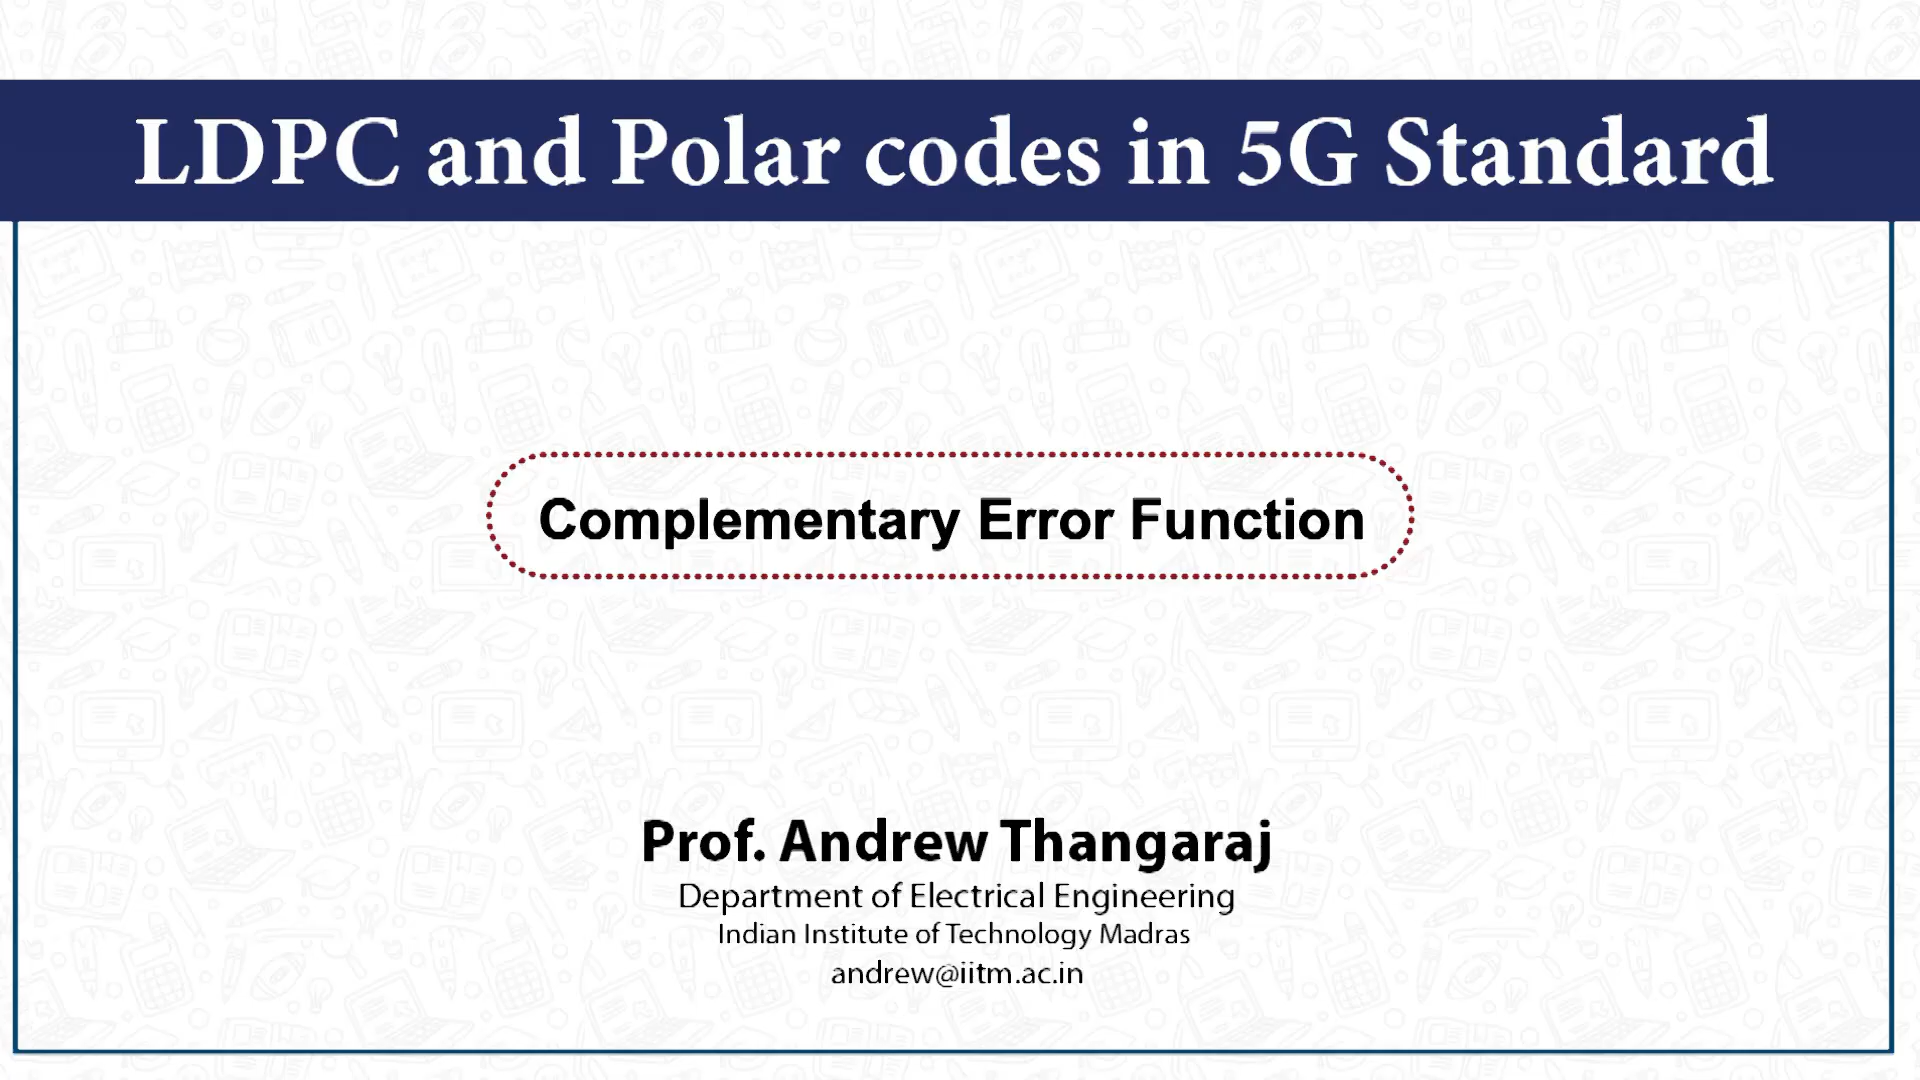 LDPC and Polar codes in 5G Standard
Complementary Error Function
Prof. Andrew Thangaraj
Department of Electrical Engineering
Indian Institute of Technology Madras
andrew@iitm.ac.in